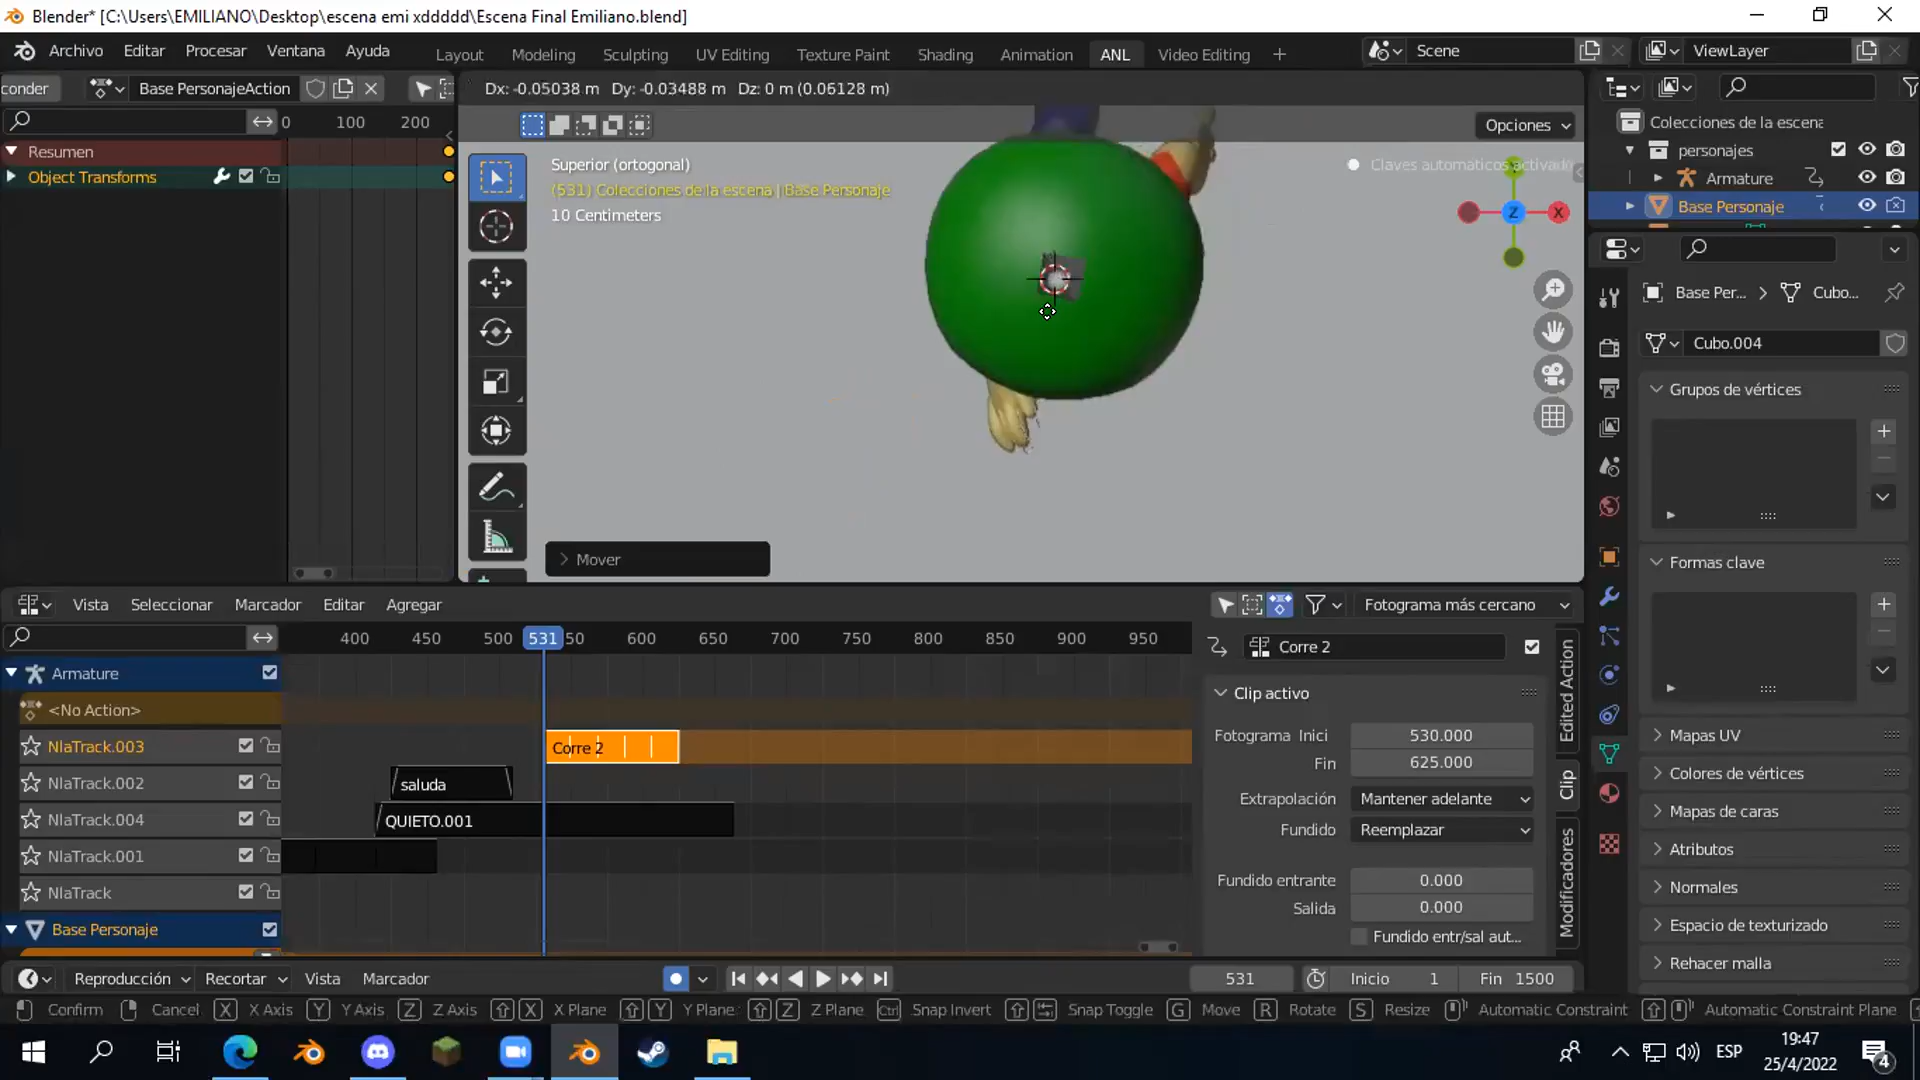 Blender* [C:\Users\EMILIANO\Desktop\escena emi xddddd\Escena Final Emiliano.blend]
Archivo Editar Procesar Ventana Ayuda
Layout Modeling Sculpting UV Editing Texture Paint Shading Animation ANL Video Editing +
Scene
ViewLayer
conder
Base PersonajeAction
Dx: -0.05038 m Dy: -0.03488 m Dz: 0 m (0.06128 m)
0 100 200
Resumen
Object Transforms
Opciones
Superior (ortogonal)
(531) Colecciones de la escena | Base Personaje
10 Centimeters
Claves automáticos activado
X
Z
Mover
Colecciones de la escena
personajes
Armature
Base Personaje
Base Per... > Cubo...
Cubo.004
Grupos de vértices
Formas clave
Mapas UV
Colores de vértices
Mapas de caras
Atributos
Normales
Espacio de texturizado
Rehacer malla
Vista Seleccionar Marcador Editar Agregar
Fotograma más cercano
400 450 500 531 50 600 650 700 750 800 850 900 950
Armature
<No Action>
NlaTrack.003
Corre 2
NlaTrack.002
saluda
NlaTrack.004
QUIETO.001
NlaTrack.001
NlaTrack
Base Personaje
Corre 2
Clip activo
Fotograma Inici 530.000
Fin 625.000
Extrapolación Mantener adelante
Fundido Reemplazar
Fundido entrante 0.000
Salida 0.000
Fundido entr/sal aut...
Edited Action
Clip
Modificadores
Reproducción Recortar Vista Marcador
531 Inicio 1 Fin 1500
Confirm Cancel X X Axis Y Y Axis Z Z Axis X X Plane Y Y Plane Z Z Plane Ctrl Snap Invert Snap Toggle G Move R Rotate S Resize Automatic Constraint Automatic Constraint Plane
ESP
19:47
25/4/2022
4